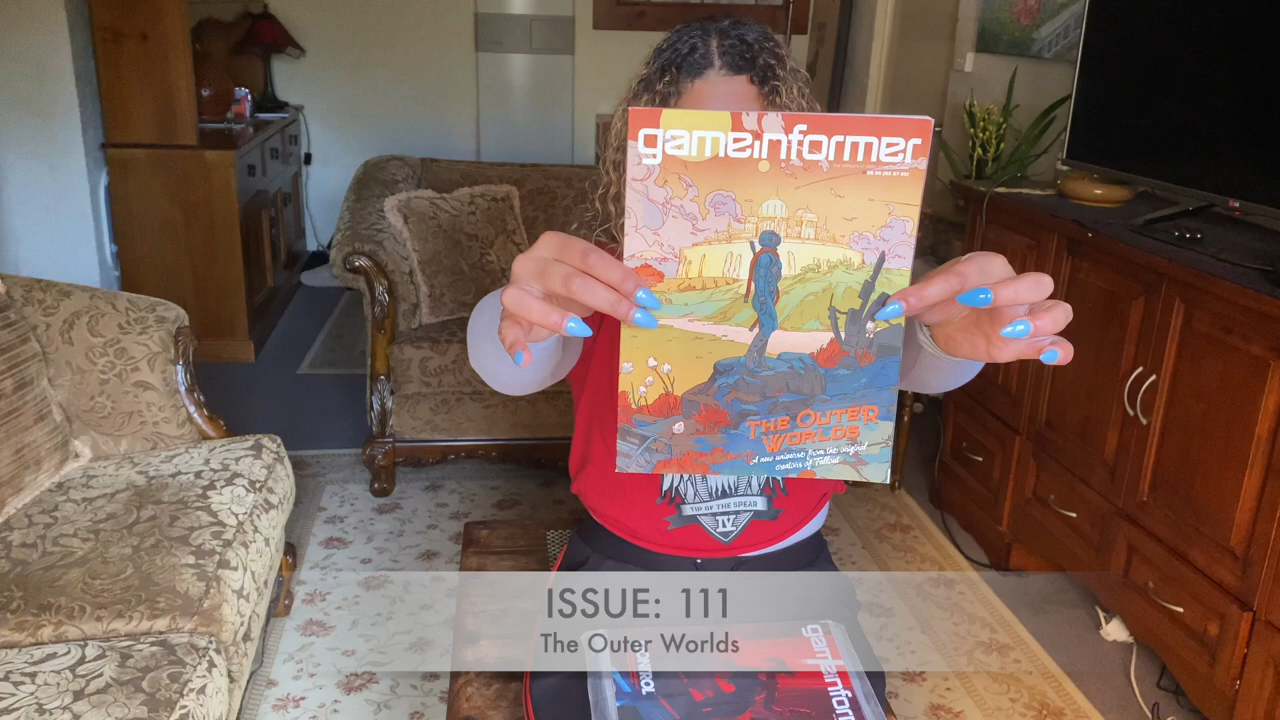 gameinformer
THE OUTER
WORLDS
A new universe from the original
creators of Fallout
TIP OF THE SPEAR
IV
ISSUE: 111
The Outer Worlds
gameinformer
CONTROL